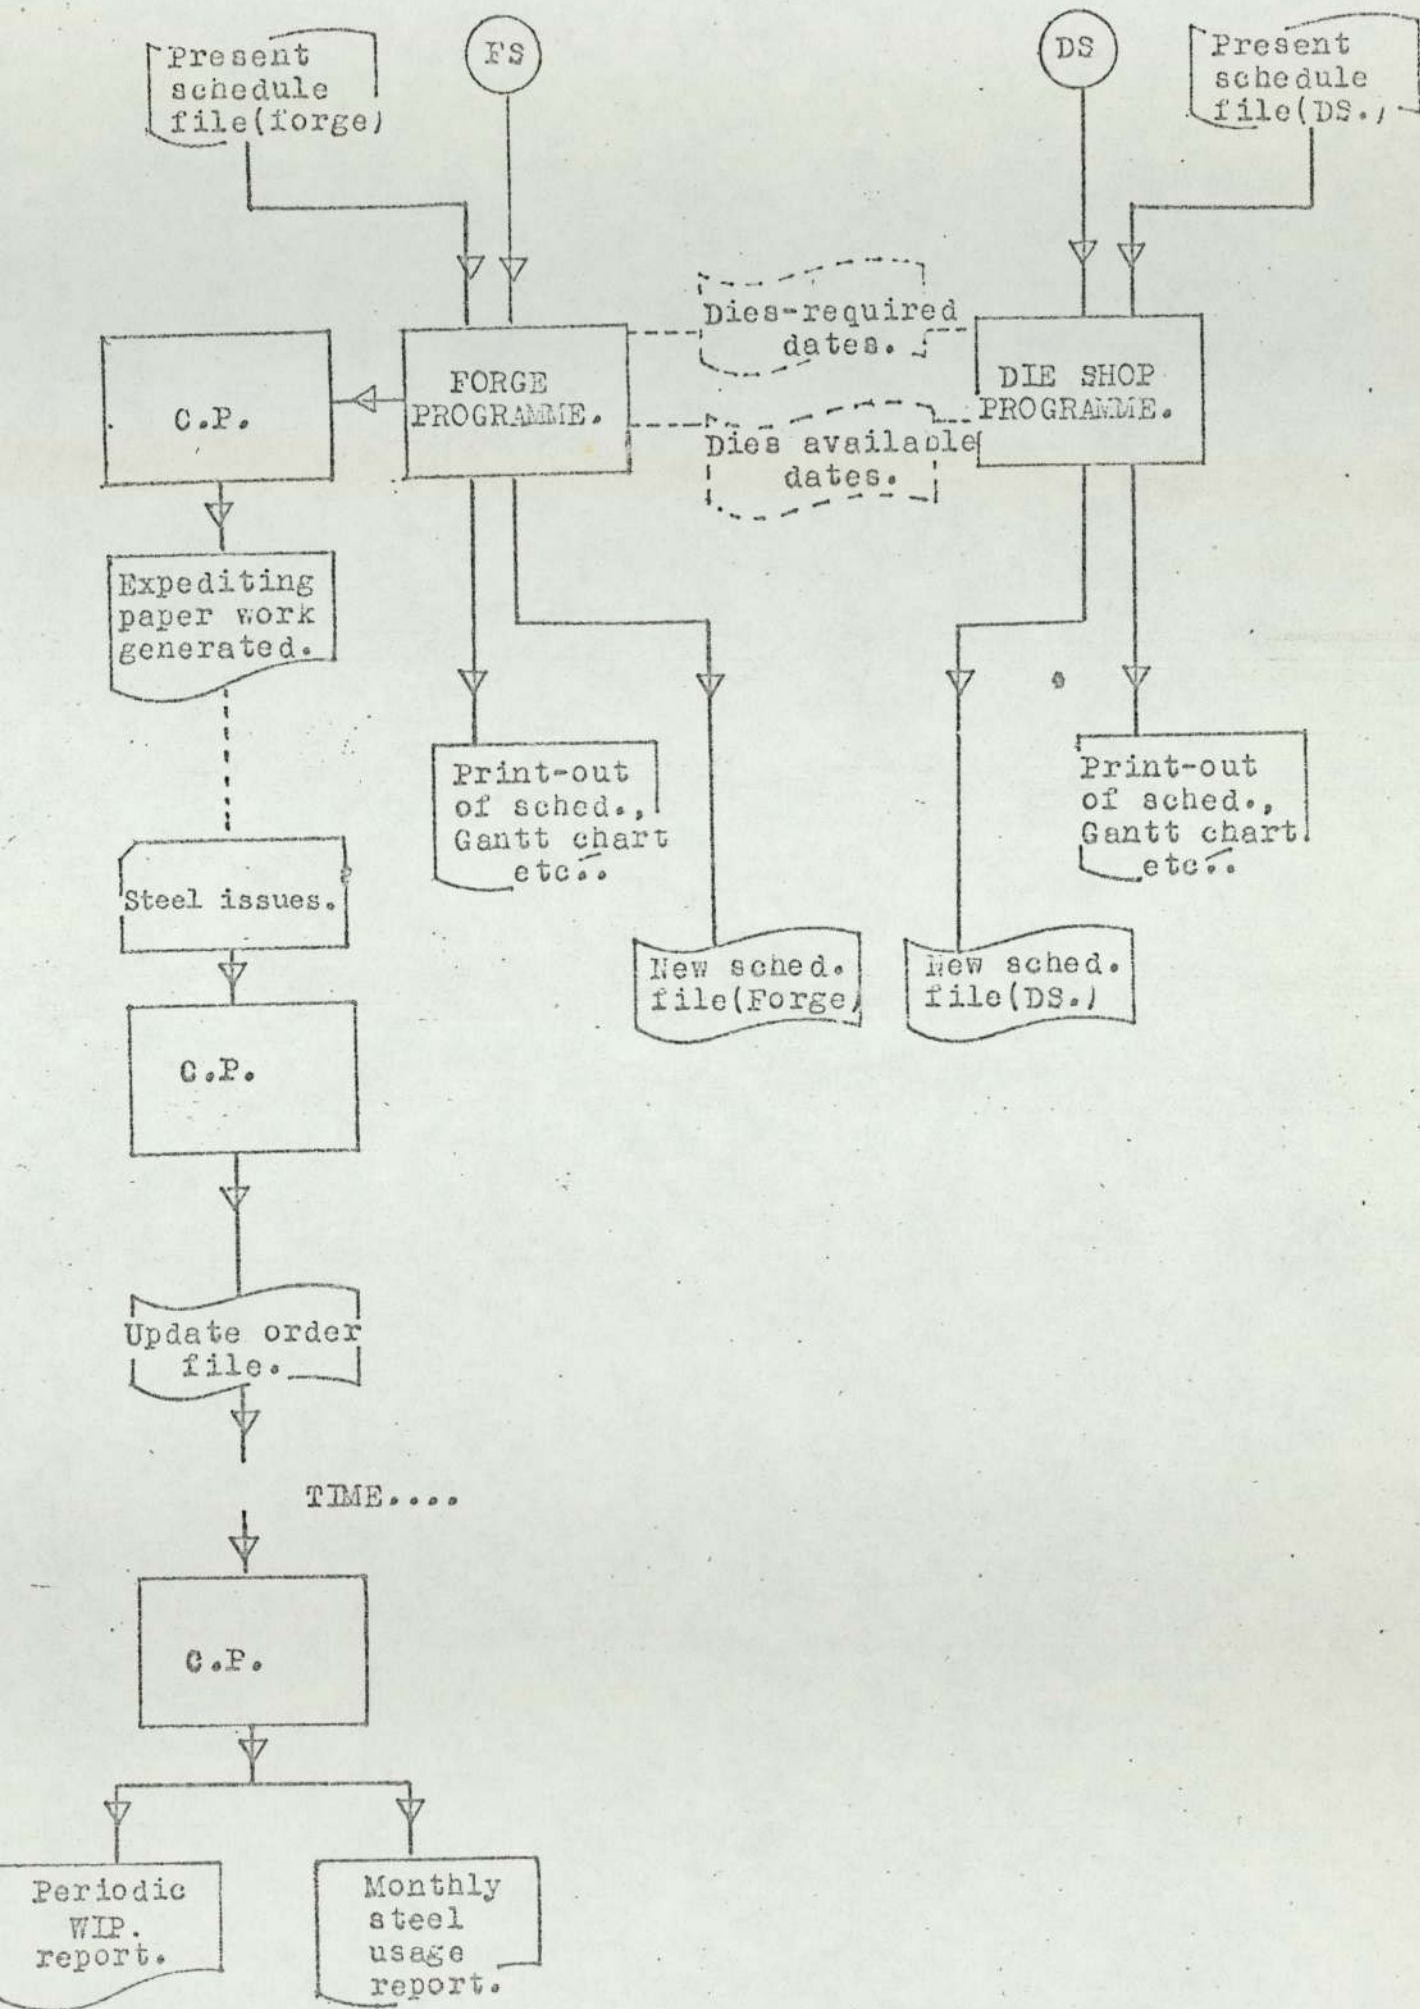 Present
schedule
file(forge)
FS
DS
Present
schedule
file(DS.)
Dies-required
dates.
C.P.
FORGE
PROGRAMME.
DIE SHOP
PROGRAMME.
Dies available
dates.
Expediting
paper work
generated.
Print-out
of sched.,
Gantt chart
etc..
Print-out
of sched.,
Gantt chart.
etc..
Steel issues.
New sched.
file(Forge)
New sched.
file(DS.)
C.P.
Update order
file.
TIME....
C.P.
Periodic
WIP.
report.
Monthly
steel
usage
report.